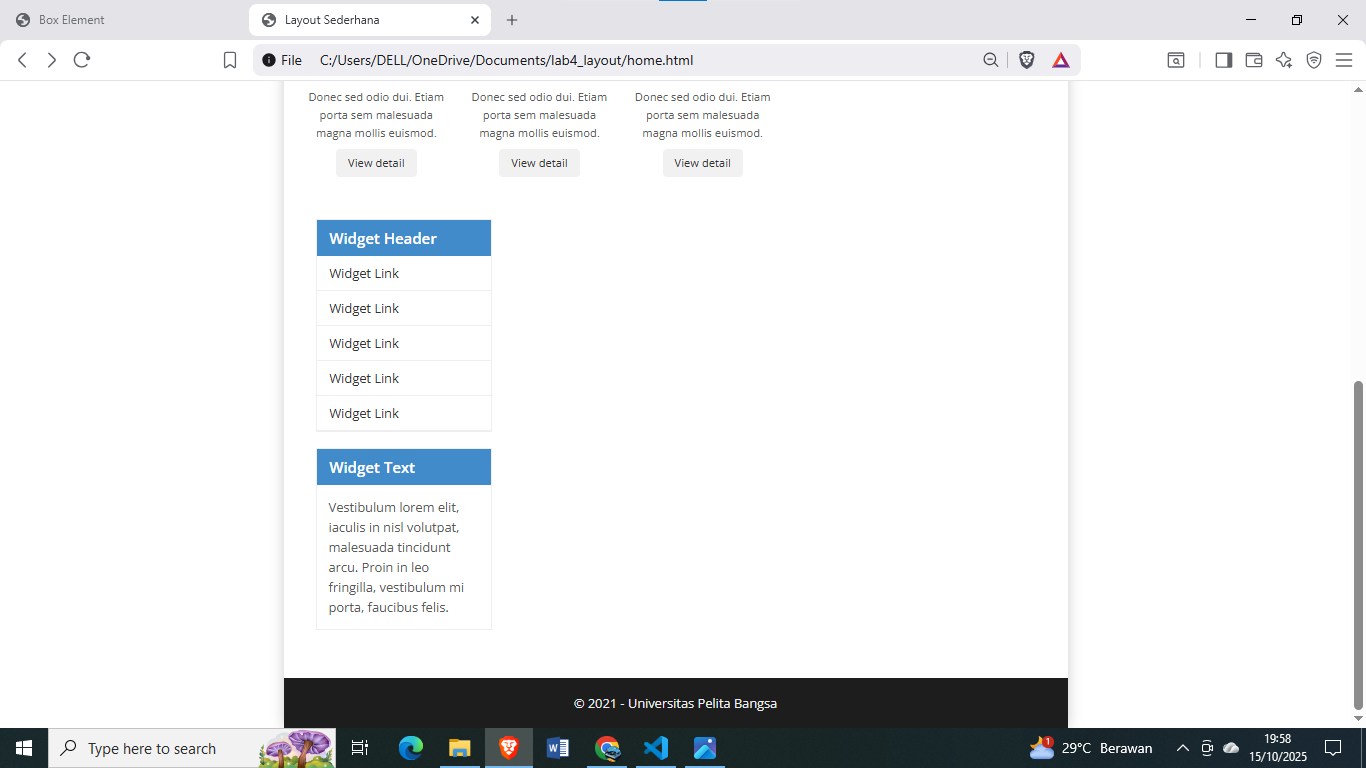 Box Element
Layout Sederhana
File C:/Users/DELL/OneDrive/Documents/lab4_layout/home.html
Donec sed odio dui. Etiam
porta sem malesuada
magna mollis euismod.
View detail
Donec sed odio dui. Etiam
porta sem malesuada
magna mollis euismod.
View detail
Donec sed odio dui. Etiam
porta sem malesuada
magna mollis euismod.
View detail
Widget Header
Widget Link
Widget Link
Widget Link
Widget Link
Widget Link
Widget Text
Vestibulum lorem elit,
iaculis in nisl volutpat,
malesuada tincidunt
arcu. Proin in leo
fringilla, vestibulum mi
porta, faucibus felis.
© 2021 - Universitas Pelita Bangsa
Type here to search
1
29°C Berawan
19:58
15/10/2025